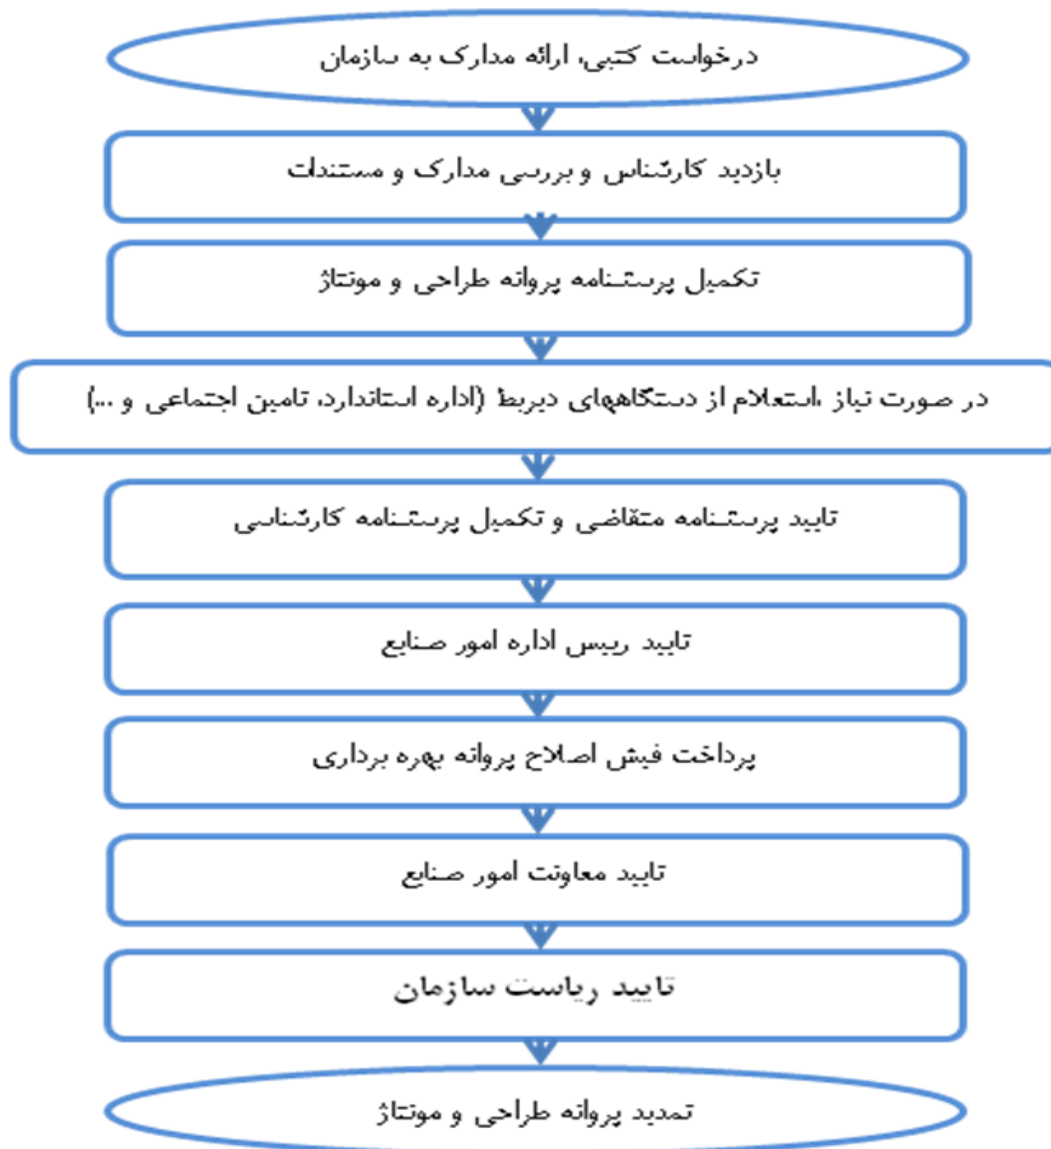 درخواست کتبی، ارائه مدارک به سازمان
بازدید کارشناس و بررسی مدارک و مستندات
تکمیل پرسشنامه پروانه طراحی و مونتاژ
در صورت نیاز ،استعلام از دستگاههای ذیربط (اداره استاندارد، تامین اجتماعی و ...)
تایید پرسشنامه متقاضی و تکمیل پرسشنامه کارشناسی
تایید رییس اداره امور صنایع
پرداخت فیش اصلاح پروانه بهره برداری
تایید معاونت امور صنایع
تایید ریاست سازمان
تمدید پروانه طراحی و مونتاژ